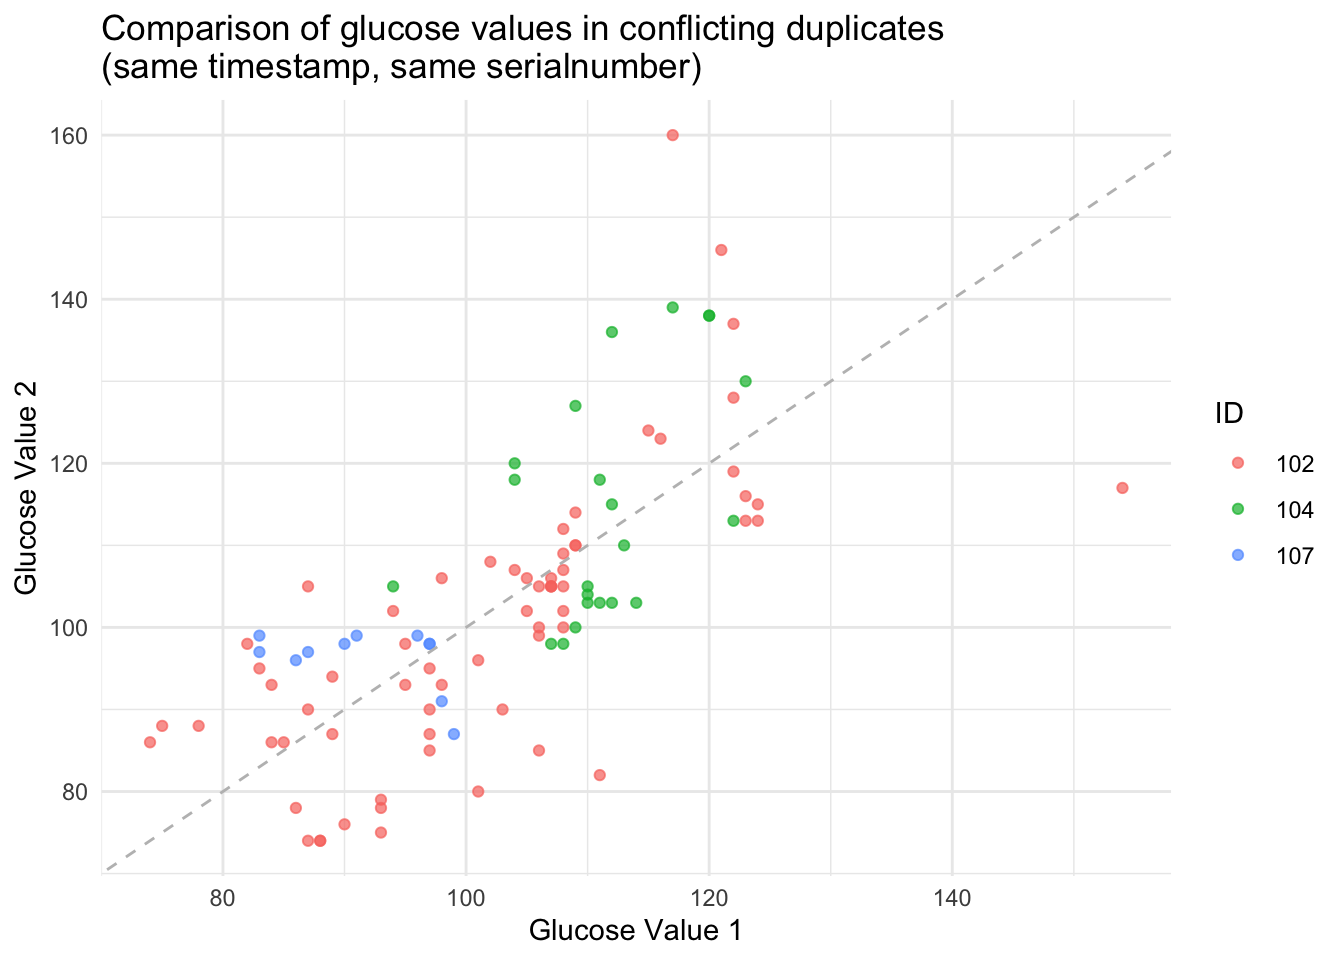 Comparison of glucose values in conflicting duplicates
(same timestamp, same serialnumber)
160
140
120
100
80
Glucose Value 2
80
100
120
140
Glucose Value 1
ID
102
104
107